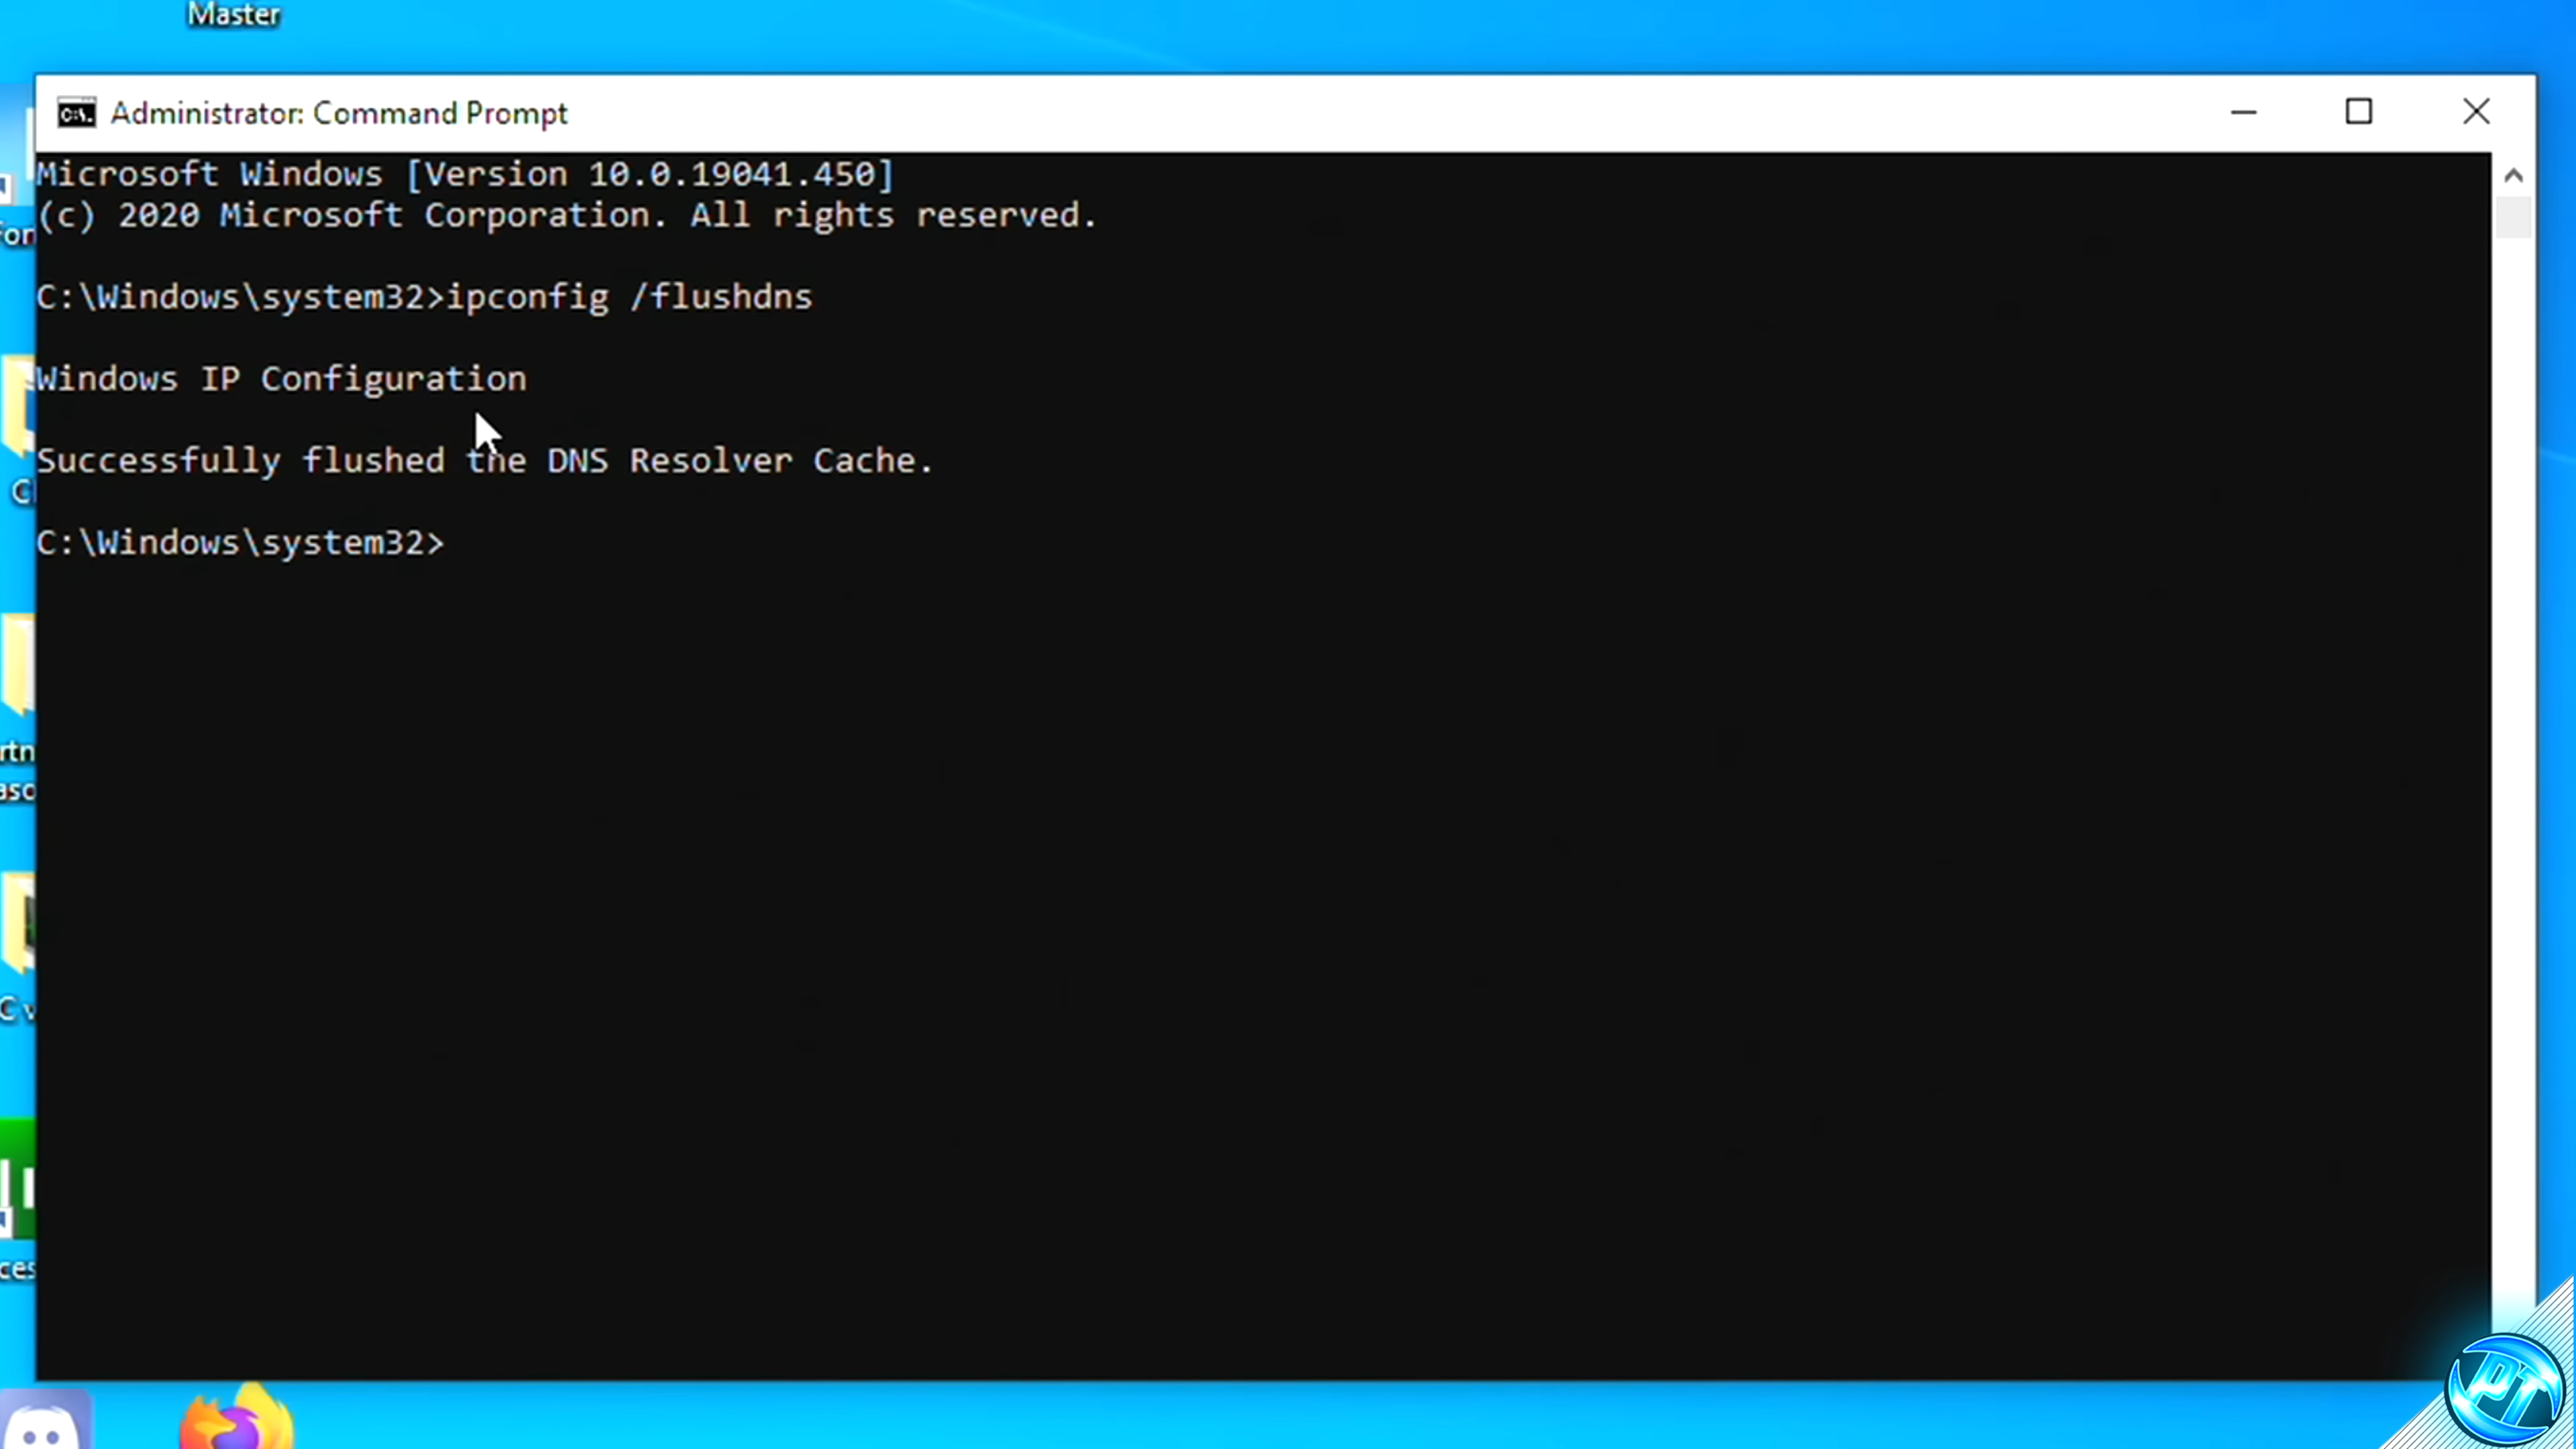 Master
Administrator: Command Prompt
Microsoft Windows [Version 10.0.19041.450]
(c) 2020 Microsoft Corporation. All rights reserved.
C:\Windows\system32>ipconfig /flushdns
Windows IP Configuration
Successfully flushed the DNS Resolver Cache.
C:\Windows\system32>
PT